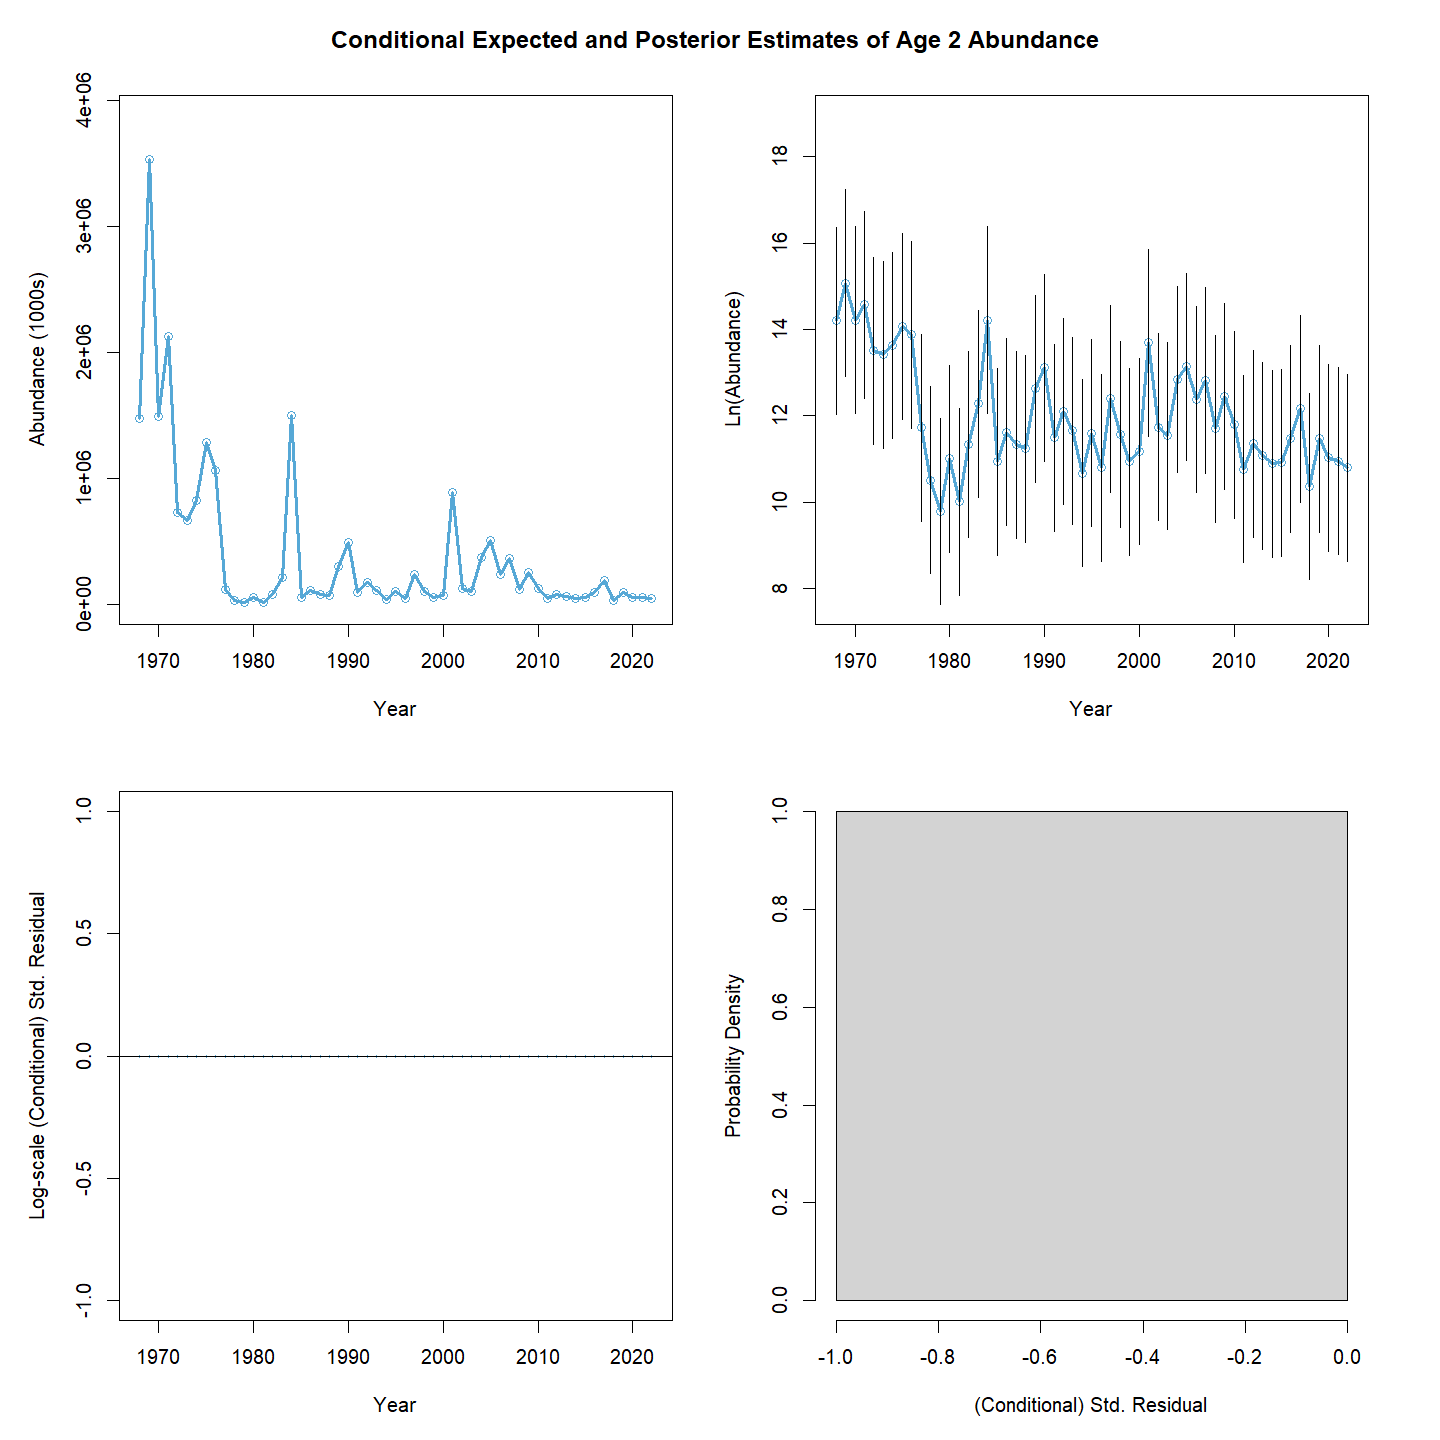 Conditional Expected and Posterior Estimates of Age 2 Abundance
Abundance (1000s)
4e+06
3e+06
2e+06
1e+06
0e+00
1970 1980 1990 2000 2010 2020
Year
Ln(Abundance)
18
16
14
12
10
8
1970 1980 1990 2000 2010 2020
Year
Log-scale (Conditional) Std. Residual
1.0
0.5
0.0
-0.5
-1.0
1970 1980 1990 2000 2010 2020
Year
Probability Density
1.0
0.8
0.6
0.4
0.2
0.0
-1.0 -0.8 -0.6 -0.4 -0.2 0.0
(Conditional) Std. Residual